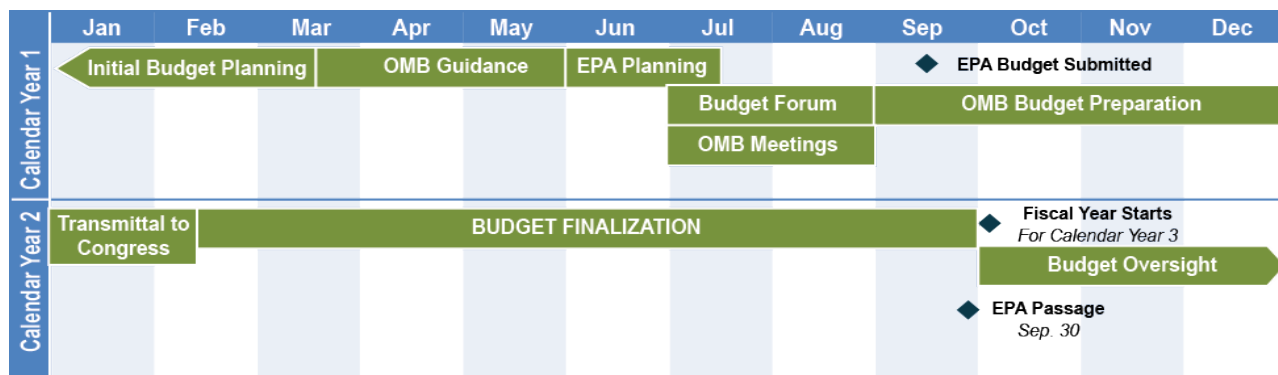 Jan Feb Mar Apr May Jun Jul Aug Sep Oct Nov Dec
Calendar Year 1
Initial Budget Planning
OMB Guidance
EPA Planning
EPA Budget Submitted
Budget Forum
OMB Budget Preparation
OMB Meetings
Calendar Year 2
Transmittal to
Congress
BUDGET FINALIZATION
Fiscal Year Starts
For Calendar Year 3
Budget Oversight
EPA Passage
Sep. 30